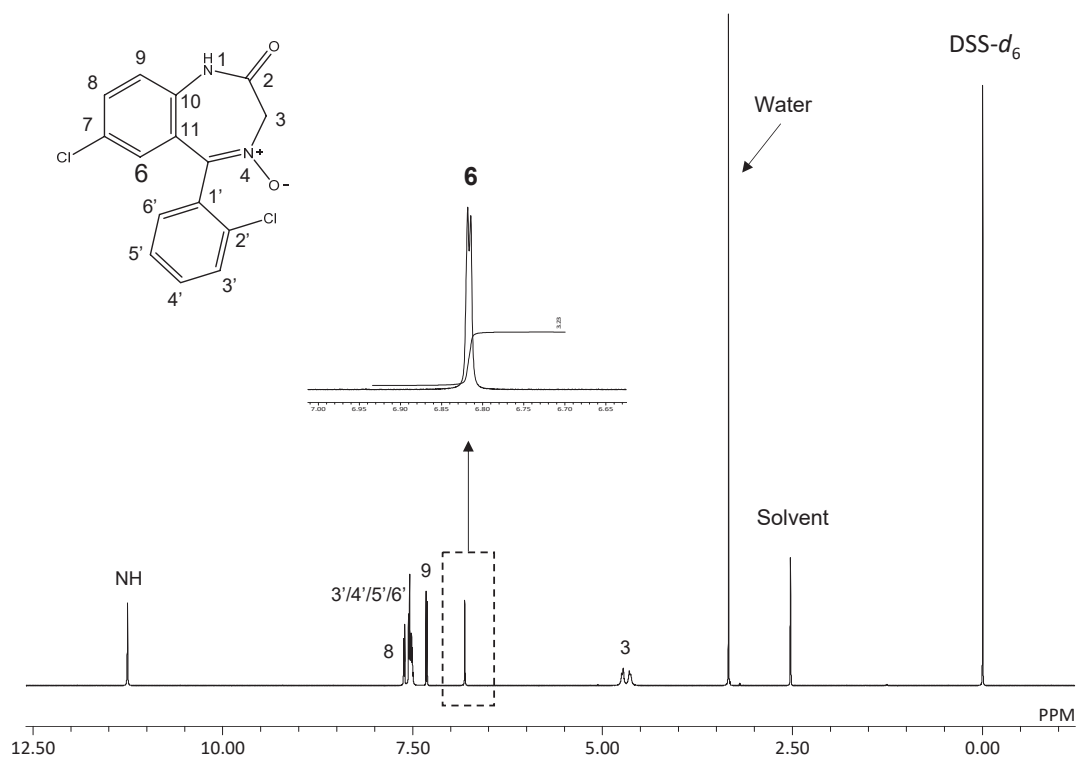 H
N
1
O
9
8
2
10
3
7
11
Cl
6
N+
4
O-
1'
6'
Cl
2'
5'
3'
4'
DSS-d6
Water
6
3.23
7.00 6.95 6.90 6.85 6.80 6.75 6.70 6.65
Solvent
NH
3'/4'/5'/6'
9
8
3
PPM
12.50 10.00 7.50 5.00 2.50 0.00